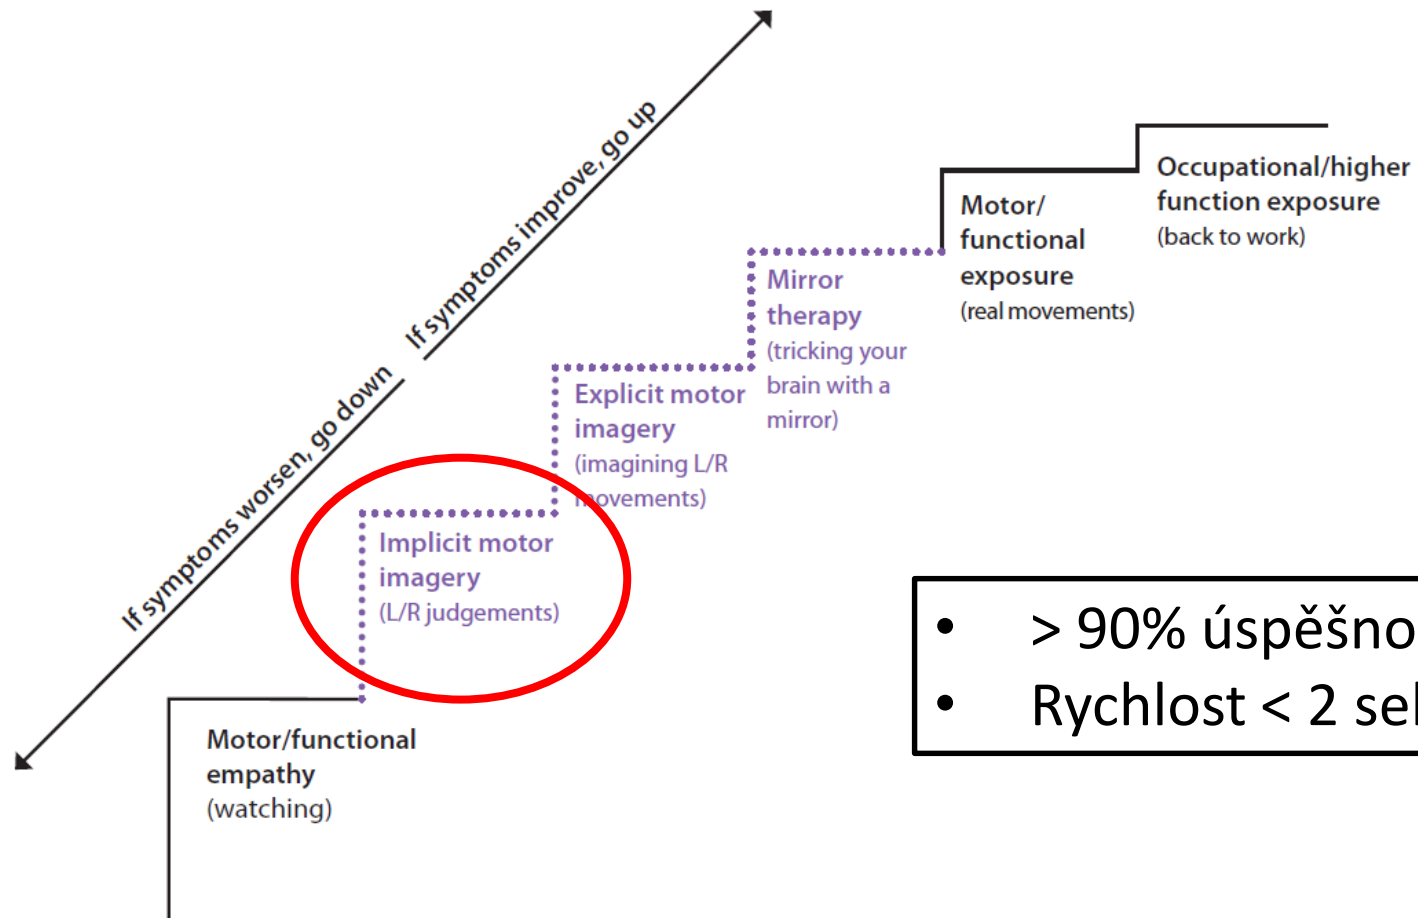 If symptoms improve, go up
If symptoms worsen, go down
Occupational/higher
function exposure
(back to work)
Motor/
functional
exposure
(real movements)
Mirror
therapy
(tricking your
brain with a
mirror)
Explicit motor
imagery
(imagining L/R
movements)
Implicit motor
imagery
(L/R judgements)
Motor/functional
empathy
(watching)
• > 90% úspěšno
• Rychlost < 2 sek